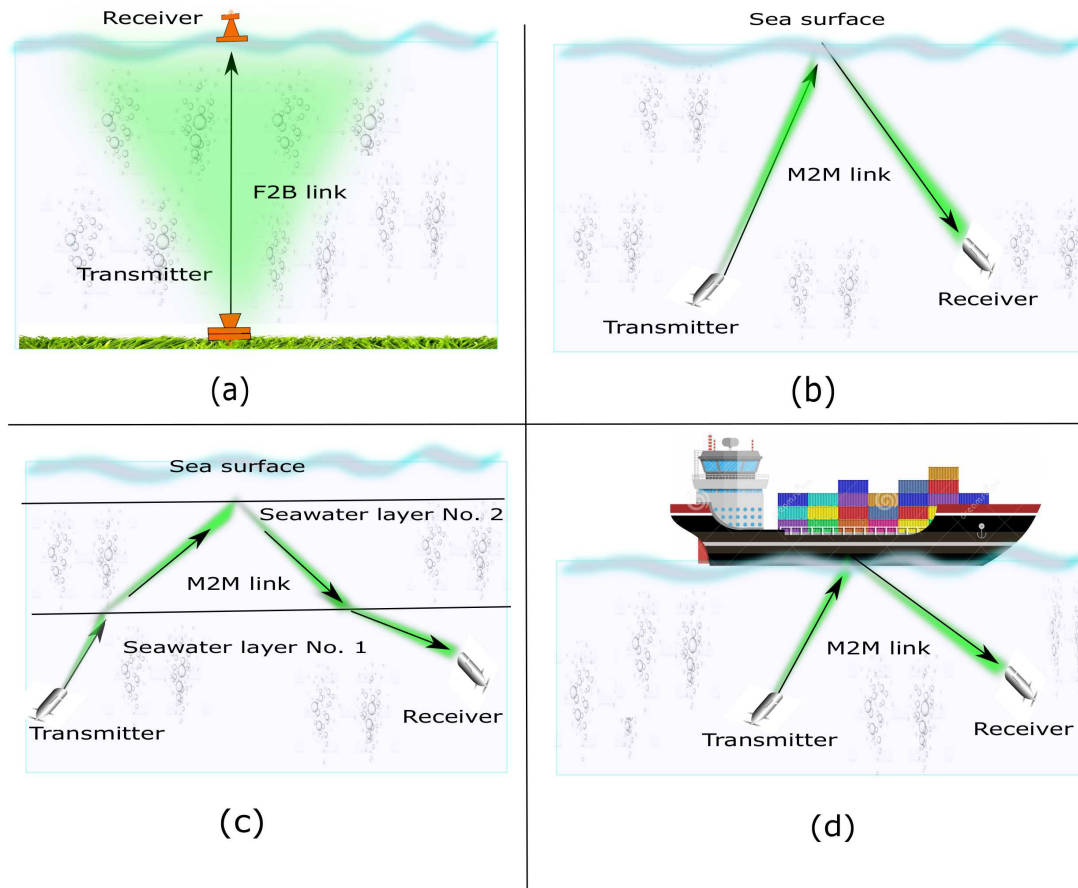 Receiver
F2B link
Transmitter
(a)
Sea surface
M2M link
Receiver
Transmitter
(b)
Sea surface
Seawater layer No. 2
M2M link
Seawater layer No. 1
Receiver
Transmitter
(c)
M2M link
Receiver
Transmitter
(d)